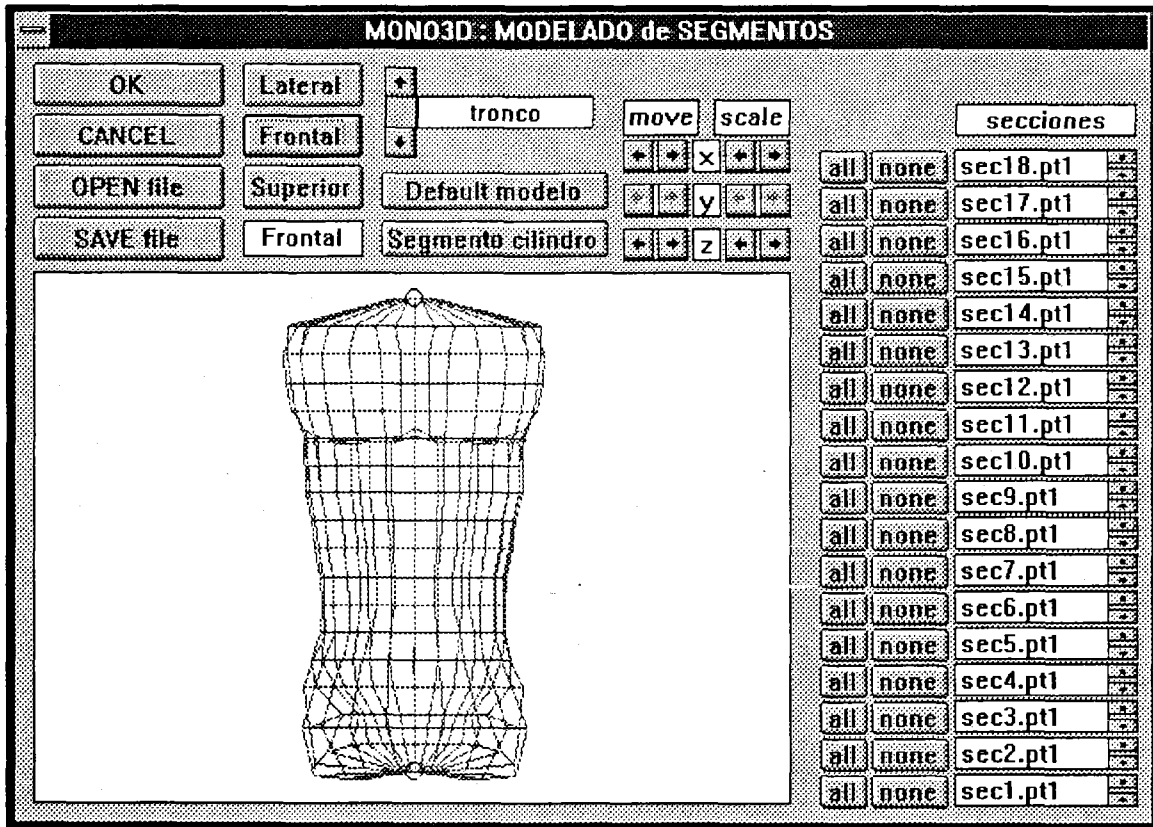 MONO3D : MODELADO de SEGMENTOS
OK
CANCEL
OPEN file
SAVE file
Lateral
Frontal
Superior
Frontal
tronco
Default modelo
Segmento cilindro
move scale
x
y
z
secciones
all none sec18.pt1
all none sec17.pt1
all none sec16.pt1
all none sec15.pt1
all none sec14.pt1
all none sec13.pt1
all none sec12.pt1
all none sec11.pt1
all none sec10.pt1
all none sec9.pt1
all none sec8.pt1
all none sec7.pt1
all none sec6.pt1
all none sec5.pt1
all none sec4.pt1
all none sec3.pt1
all none sec2.pt1
all none sec1.pt1